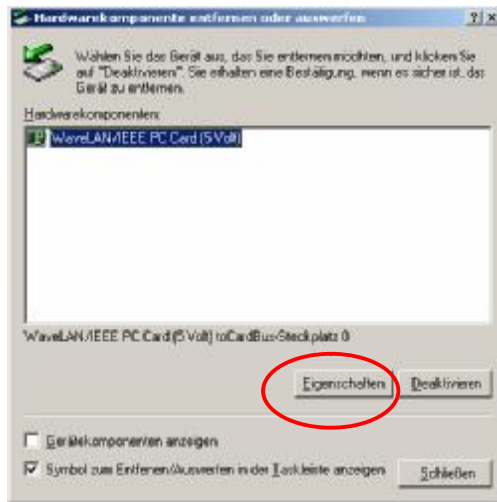 Hardwarekomponente entfernen oder auswerfen
Wählen Sie das Gerät aus, das Sie entfernen möchten, und klicken Sie
auf "Deaktivieren". Sie erhalten eine Bestätigung, wenn es sicher ist, das
Gerät zu entfernen.
Hardwarekomponenten:
WaveLAN/IEEE PC Card (5 Volt)
WaveLAN/IEEE PC Card (5 Volt) toCardBus-Steckplatz 0
Eigenschaften Deaktivieren
Gerätekomponenten anzeigen
Symbol zum Entfernen/Auswerfen in der Taskleiste anzeigen
Schließen